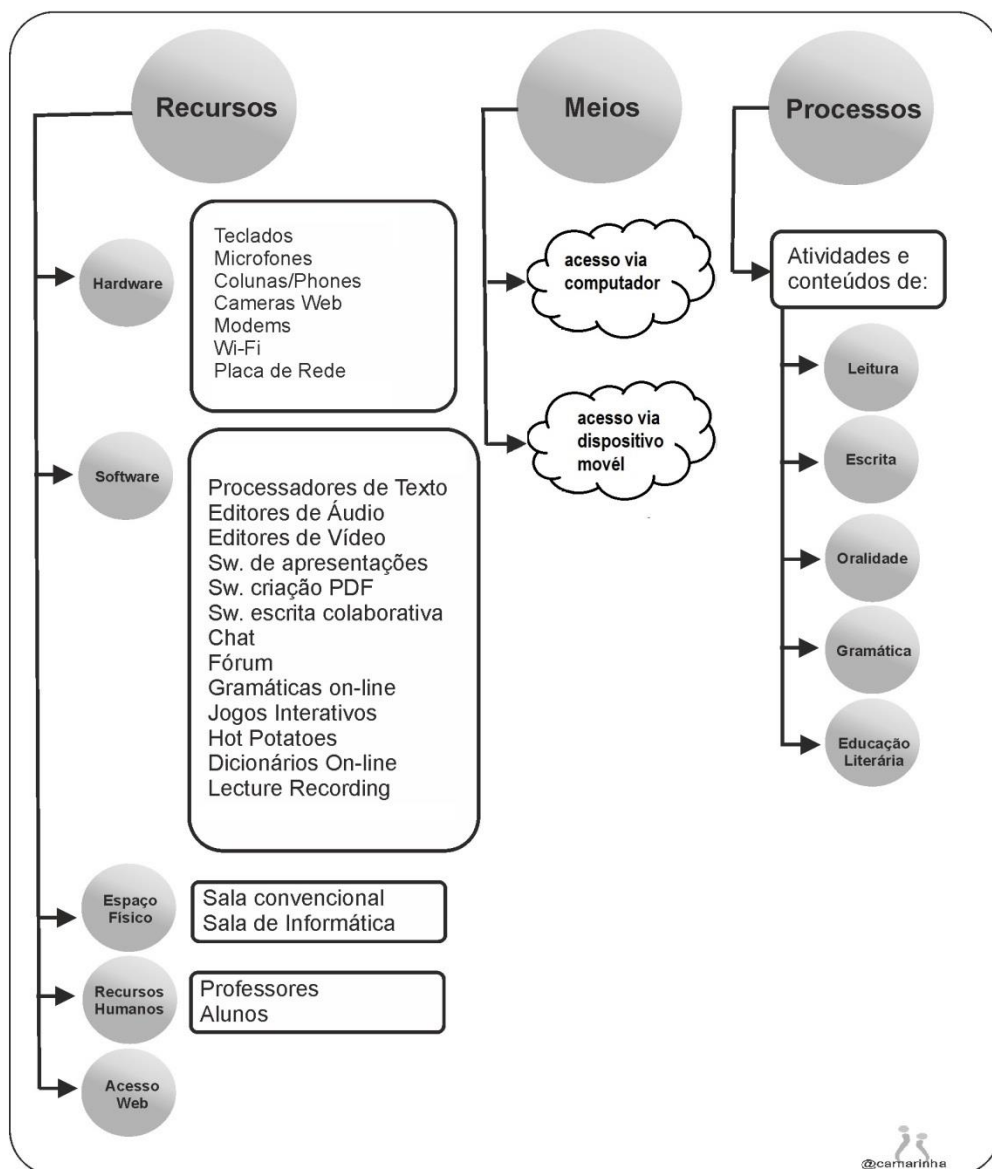 Recursos
Hardware
Teclados
Microfones
Colunas/Phones
Cameras Web
Modems
Wi-Fi
Placa de Rede
Software
Processadores de Texto
Editores de Áudio
Editores de Vídeo
Sw. de apresentações
Sw. criação PDF
Sw. escrita colaborativa
Chat
Fórum
Gramáticas on-line
Jogos Interativos
Hot Potatoes
Dicionários On-line
Lecture Recording
Espaço
Físico
Sala convencional
Sala de Informática
Recursos
Humanos
Professores
Alunos
Acesso
Web
Meios
acesso via
computador
acesso via
dispositivo
movél
Processos
Atividades e
conteúdos de:
Leitura
Escrita
Oralidade
Gramática
Educação
Literária
@camarinha